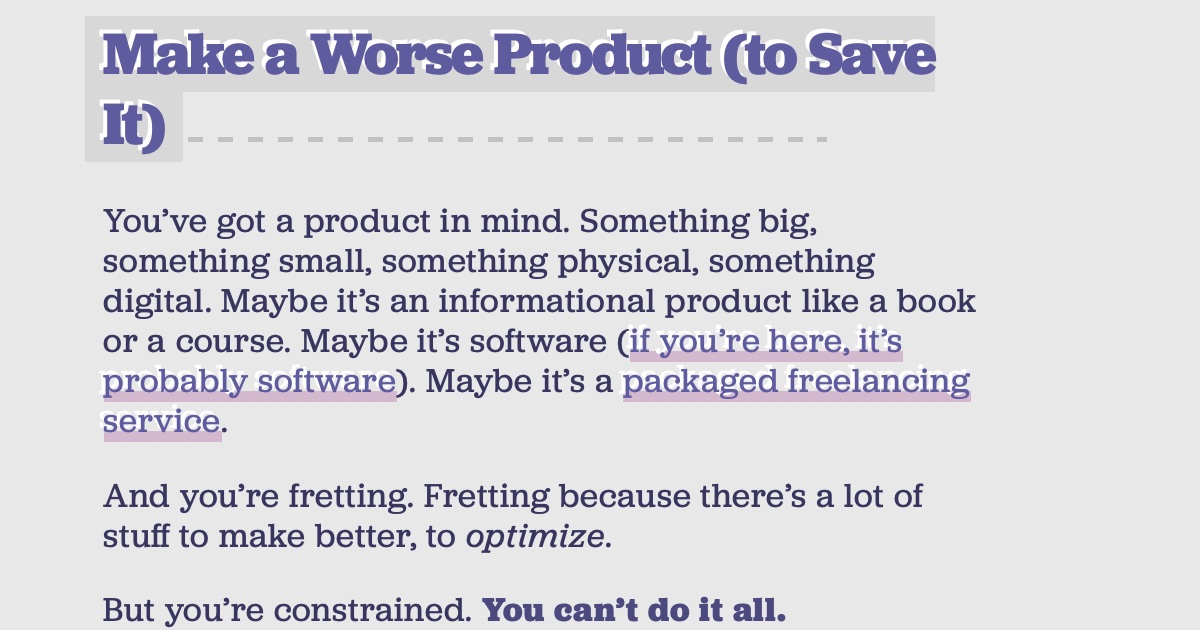 Make a Worse Product (to Save
It)
You’ve got a product in mind. Something big,
something small, something physical, something
digital. Maybe it’s an informational product like a book
or a course. Maybe it’s software (if you’re here, it’s
probably software). Maybe it’s a packaged freelancing
service.
And you’re fretting. Fretting because there’s a lot of
stuff to make better, to optimize.
But you’re constrained. You can’t do it all.